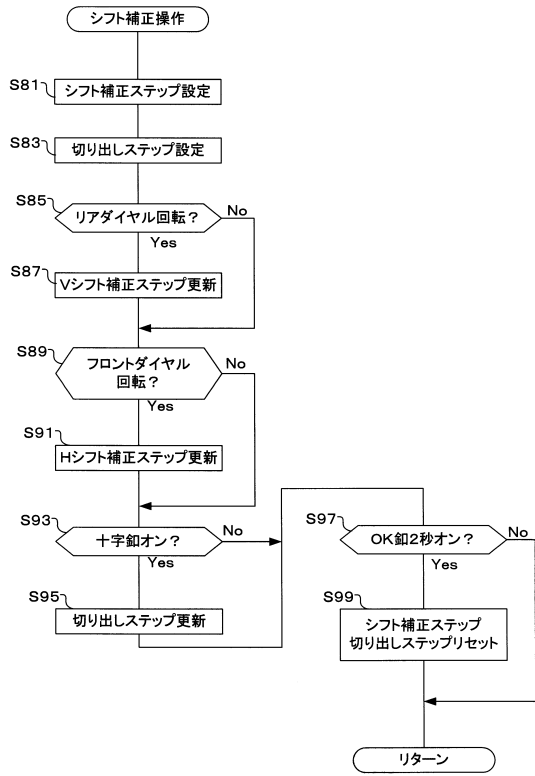 シフト補正操作
S81
シフト補正ステップ設定
S83
切り出しステップ設定
S85
リアダイヤル回転？
No
Yes
S87
Vシフト補正ステップ更新
S89
フロントダイヤル
回転？
No
Yes
S91
Hシフト補正ステップ更新
S93
十字釦オン？
No
Yes
S95
切り出しステップ更新
S97
OK釦2秒オン？
No
Yes
S99
シフト補正ステップ
切り出しステップリセット
リターン